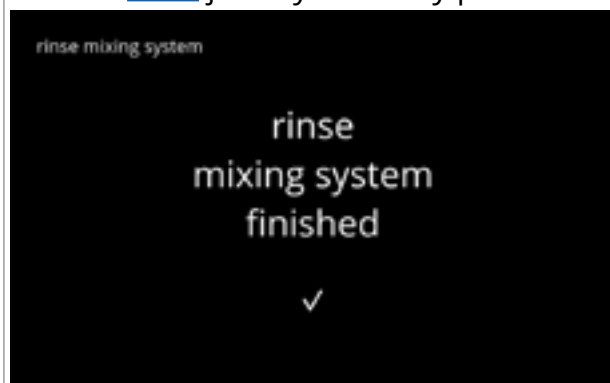 rinse mixing system
rinse
mixing system
finished
✓